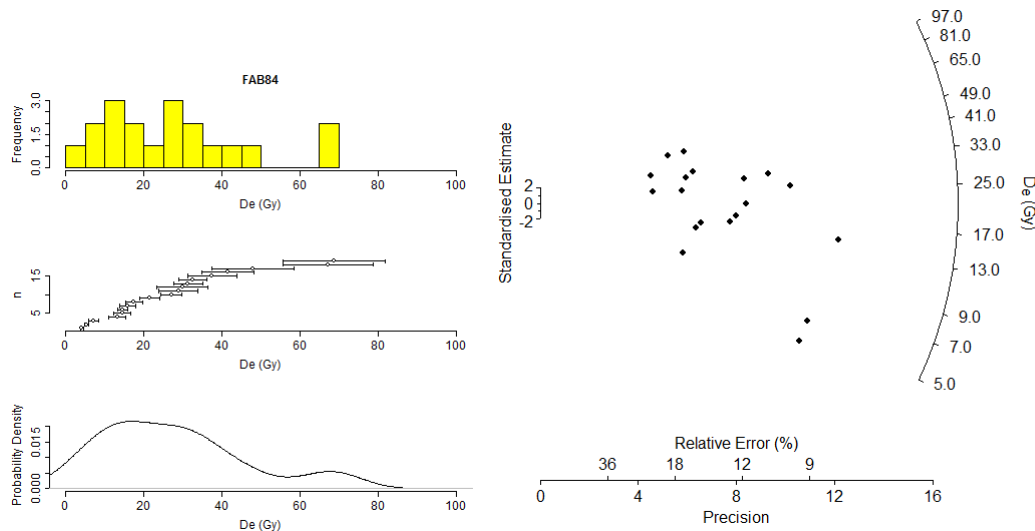 FAB84
Frequency
0.0 1.5 3.0
0 20 40 60 80 100
De (Gy)
n
5 15
0 20 40 60 80 100
De (Gy)
Probability Density
0.000 0.015
0 20 40 60 80 100
De (Gy)
Standardised Estimate
2
0
-2
97.0
81.0
65.0
49.0
41.0
33.0
25.0
17.0
13.0
9.0
7.0
5.0
De (Gy)
Relative Error (%)
36 18 12 9
0 4 8 12 16
Precision